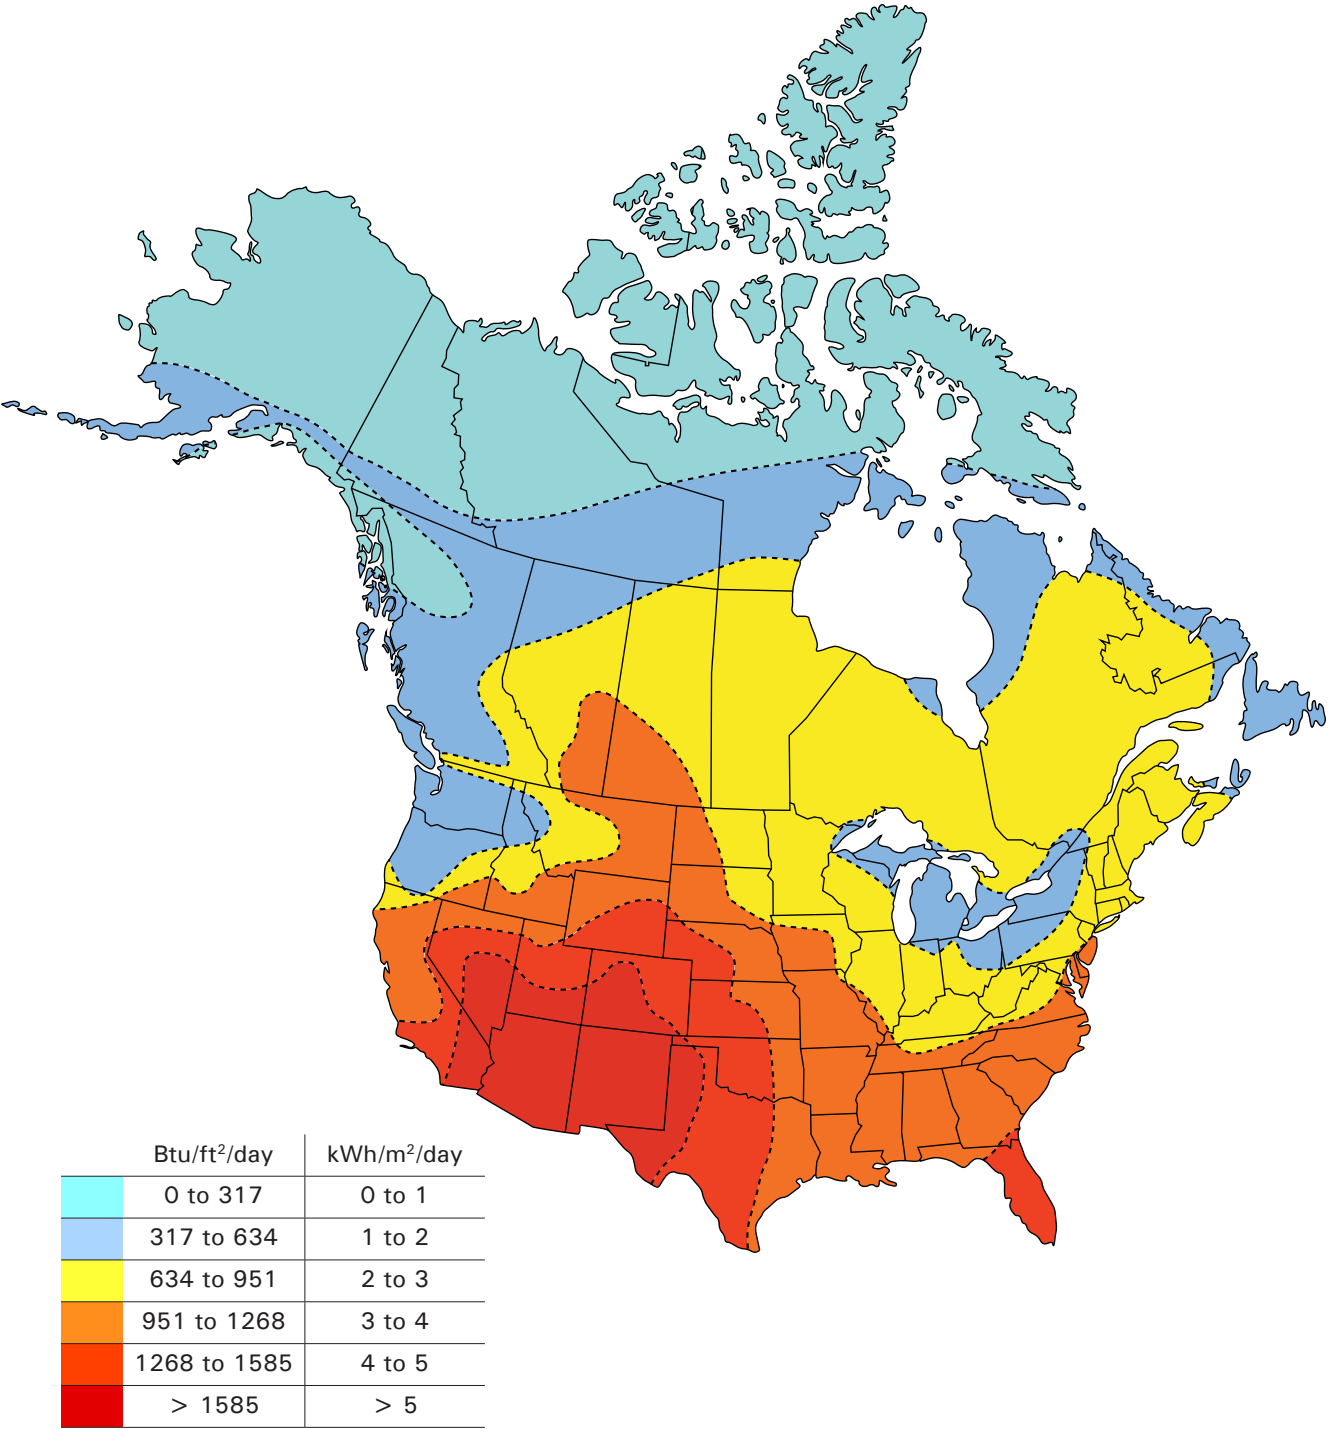 Btu/ft²/day kWh/m²/day
0 to 317 0 to 1
317 to 634 1 to 2
634 to 951 2 to 3
951 to 1268 3 to 4
1268 to 1585 4 to 5
> 1585 > 5